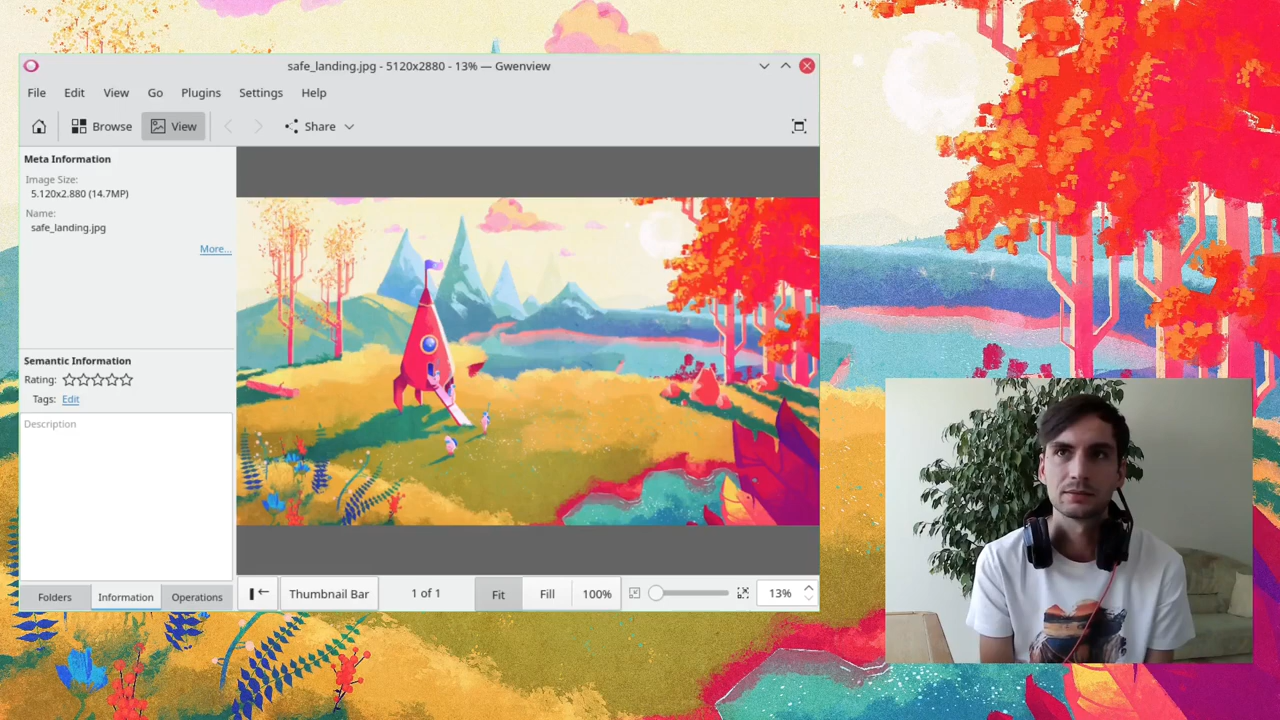 safe_landing.jpg - 5120x2880 - 13% — Gwenview
File Edit View Go Plugins Settings Help
Browse View Share
Meta Information
Image Size:
5.120x2.880 (14.7MP)
Name:
safe_landing.jpg
More...
Semantic Information
Rating:
Tags: Edit
Description
Folders Information Operations
Thumbnail Bar 1 of 1 Fit Fill 100% 13%